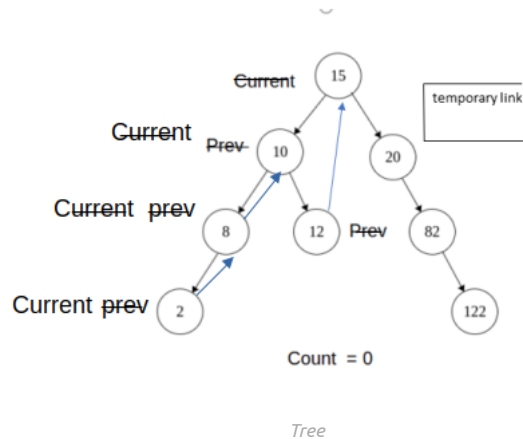 15
Current
temporary link
Current
Prev
10
20
Current prev
8
12
Prev
82
Current prev
2
122
Count = 0
Tree